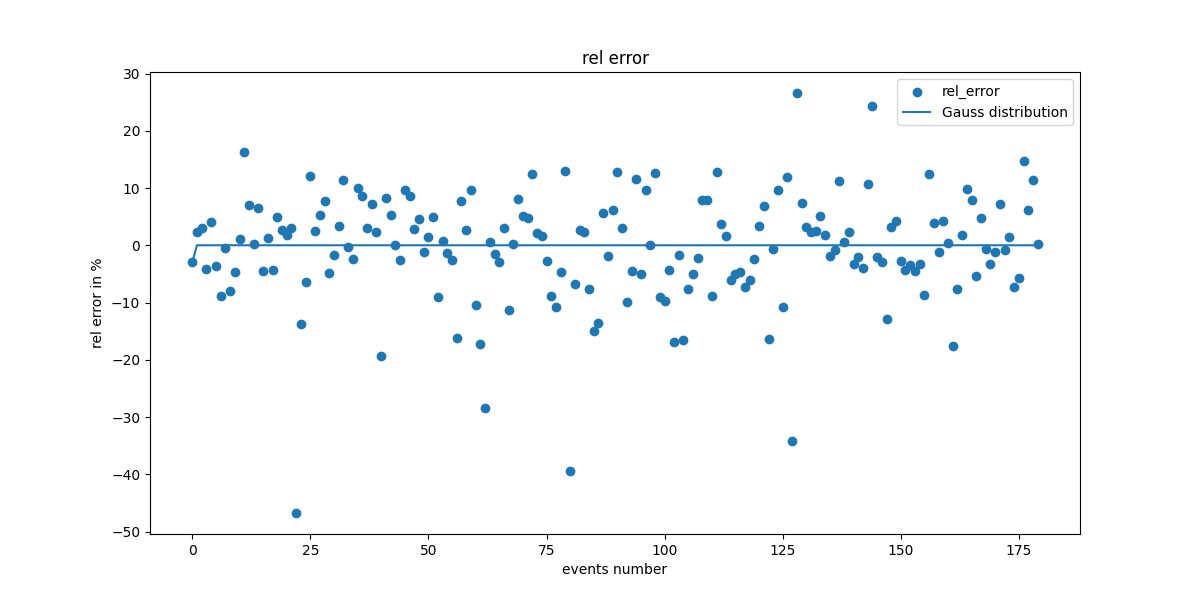 rel error
rel_error
Gauss distribution
rel error in %
30
20
10
0
−10
−20
−30
−40
−50
0 25 50 75 100 125 150 175
events number